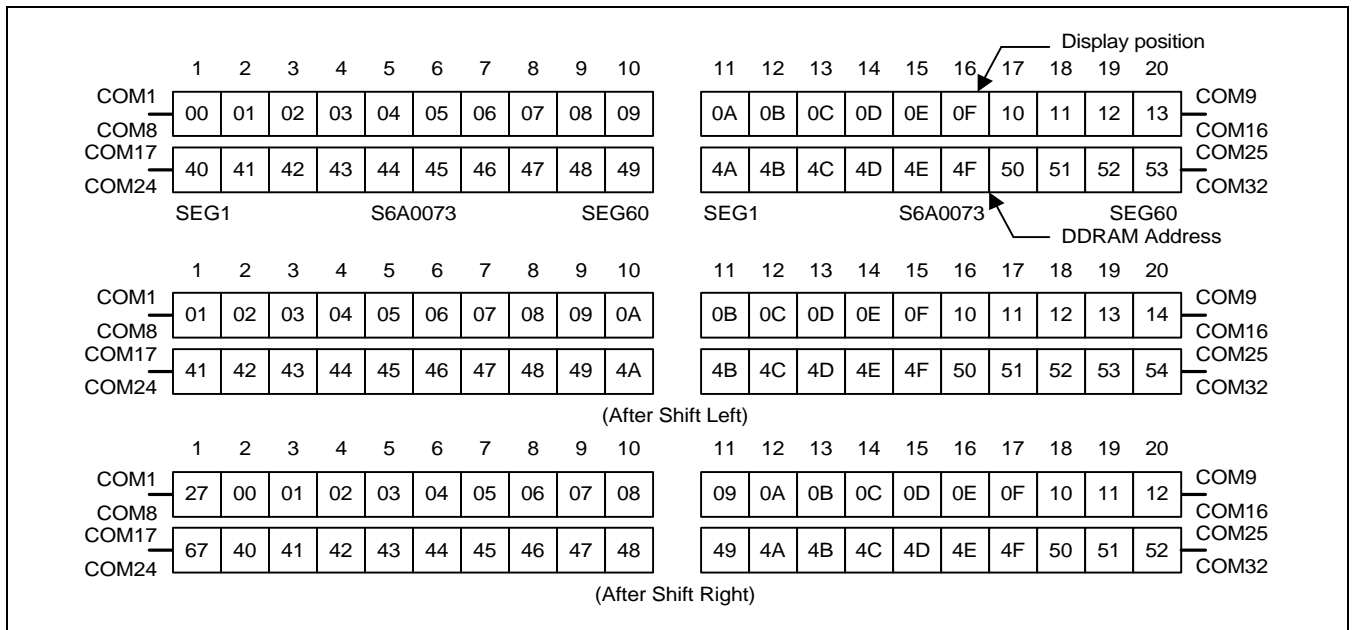 Display position
1 2 3 4 5 6 7 8 9 10 11 12 13 14 15 16 17 18 19 20
COM1 COM9
00 01 02 03 04 05 06 07 08 09 0A 0B 0C 0D 0E 0F 10 11 12 13
COM8 COM16
COM17 COM25
40 41 42 43 44 45 46 47 48 49 4A 4B 4C 4D 4E 4F 50 51 52 53
COM24 COM32
SEG1 S6A0073 SEG60 SEG1 S6A0073 SEG60
DDRAM Address
1 2 3 4 5 6 7 8 9 10 11 12 13 14 15 16 17 18 19 20
COM1 COM9
01 02 03 04 05 06 07 08 09 0A 0B 0C 0D 0E 0F 10 11 12 13 14
COM8 COM16
COM17 COM25
41 42 43 44 45 46 47 48 49 4A 4B 4C 4D 4E 4F 50 51 52 53 54
COM24 COM32
(After Shift Left)
1 2 3 4 5 6 7 8 9 10 11 12 13 14 15 16 17 18 19 20
COM1 COM9
27 00 01 02 03 04 05 06 07 08 09 0A 0B 0C 0D 0E 0F 10 11 12
COM8 COM16
COM17 COM25
67 40 41 42 43 44 45 46 47 48 49 4A 4B 4C 4D 4E 4F 50 51 52
COM24 COM32
(After Shift Right)